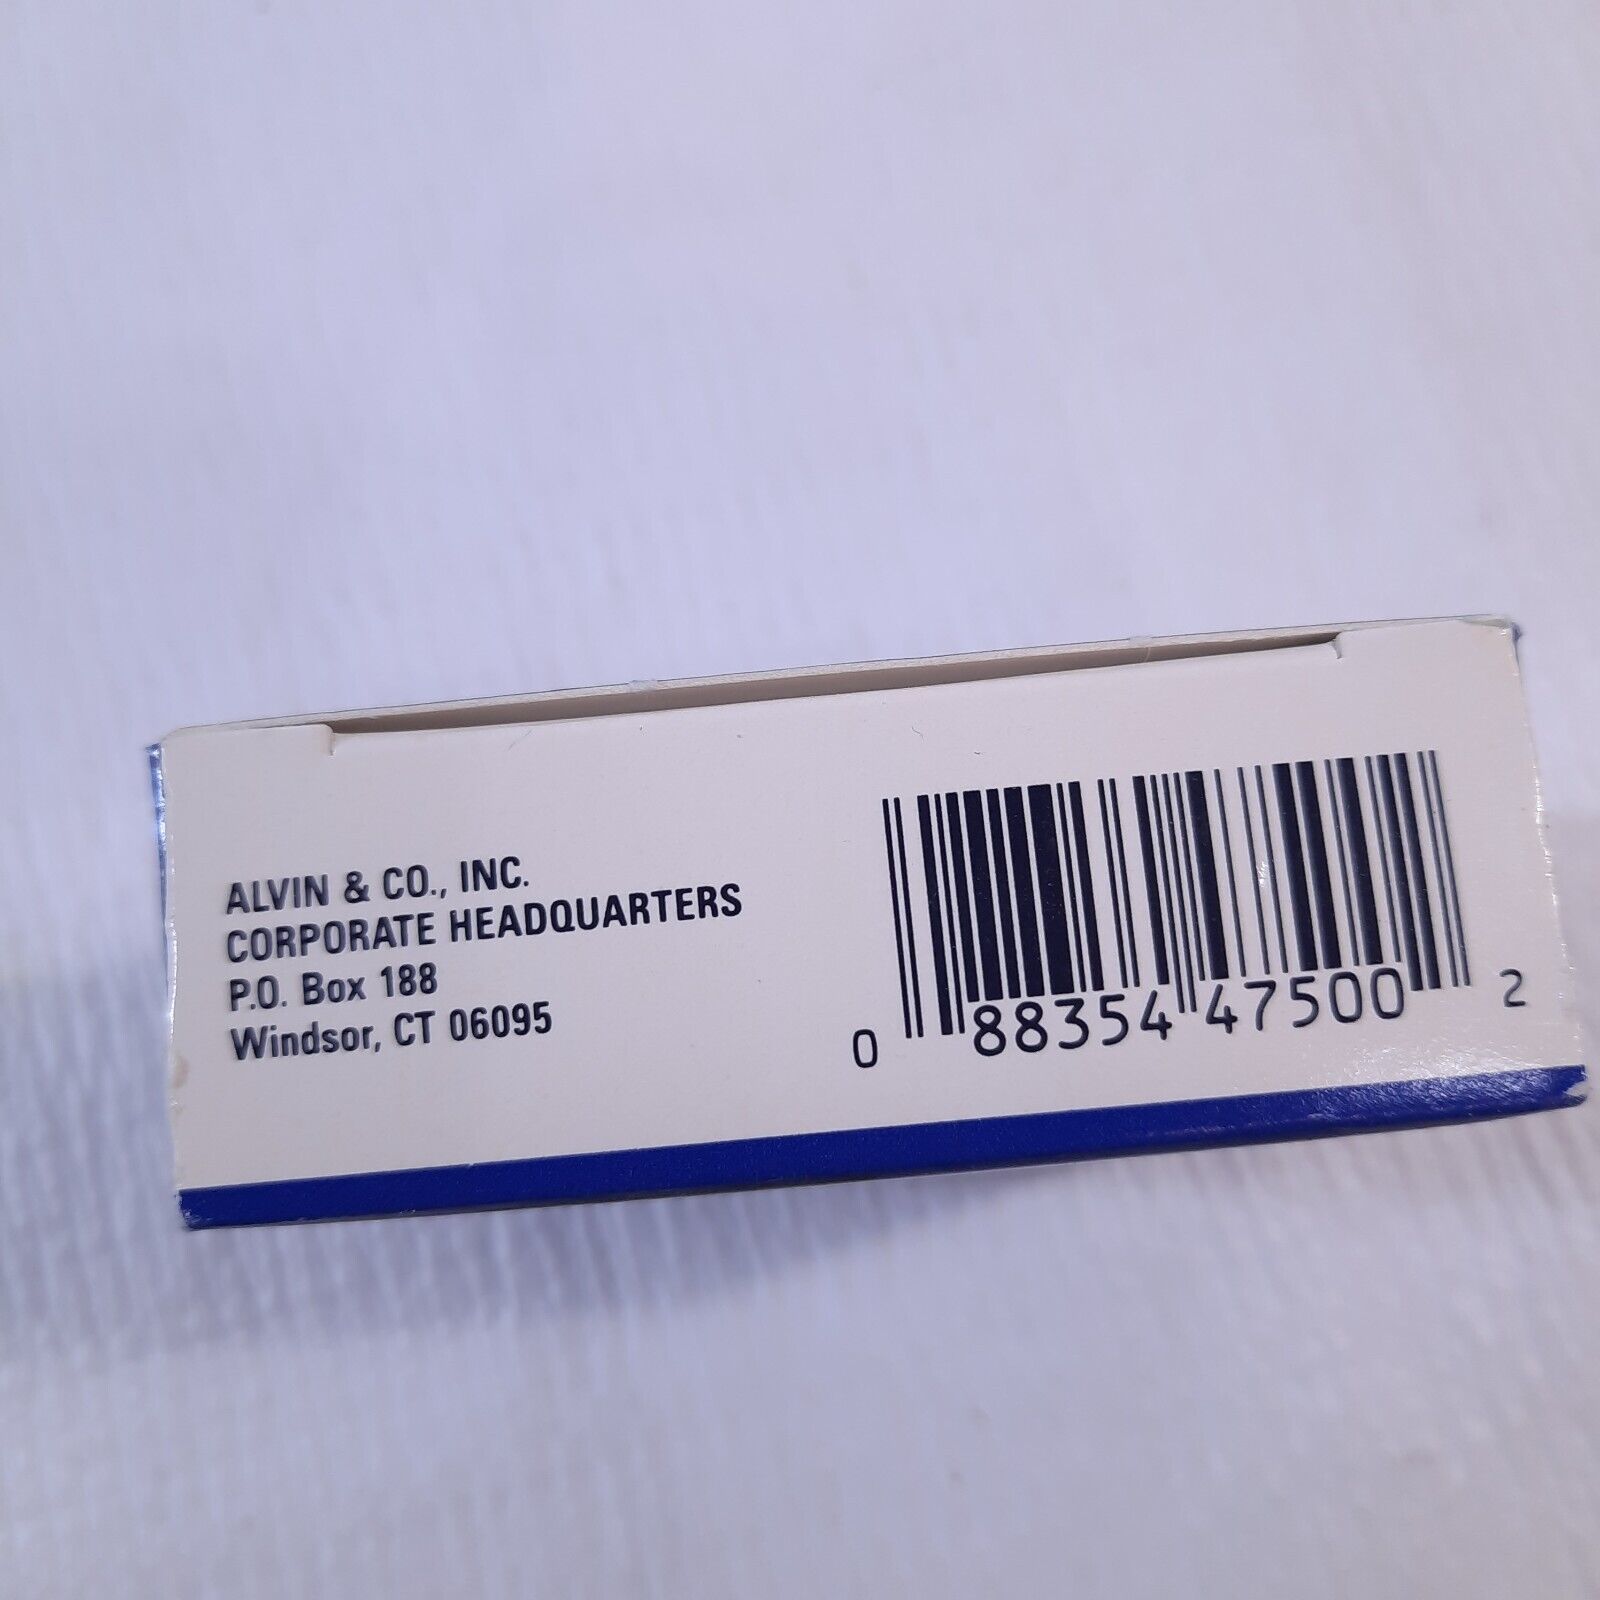 ALVIN & CO., INC.
CORPORATE HEADQUARTERS
P.O. Box 188
Windsor, CT 06095
0 88354 47500 2